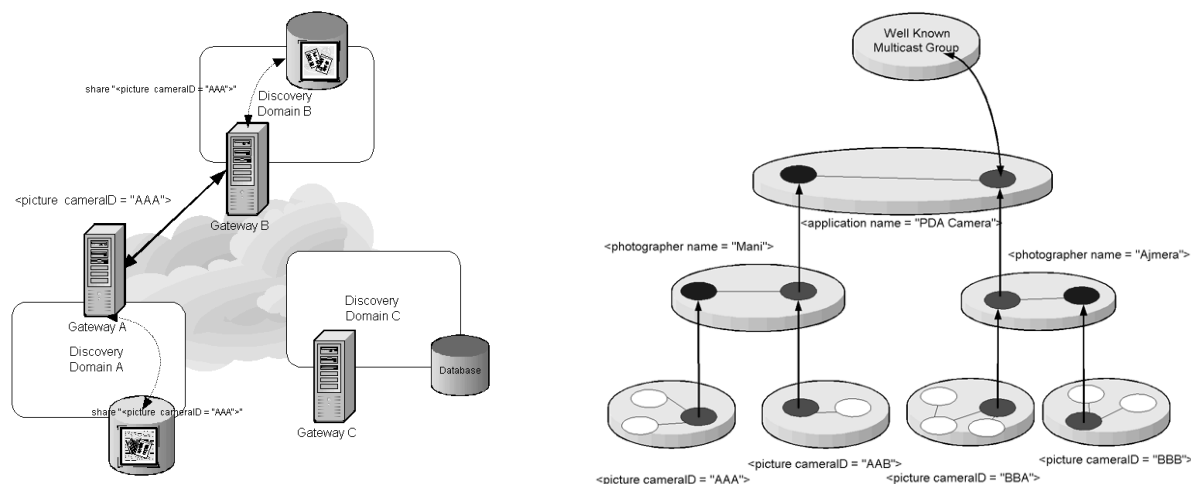 share "<picture cameraID = "AAA">"
Discovery
Domain B
<picture cameraID = "AAA">
Gateway B
Gateway A
Discovery
Domain A
share "<picture cameraID = "AAA">"
Discovery
Domain C
Gateway C
Database
Well Known
Multicast Group
<application name = "PDA Camera">
<photographer name = "Mani">
<photographer name = "Ajmera">
<picture cameraID = "AAA">
<picture cameraID = "AAB">
<picture cameraID = "BBA">
<picture cameraID = "BBB">